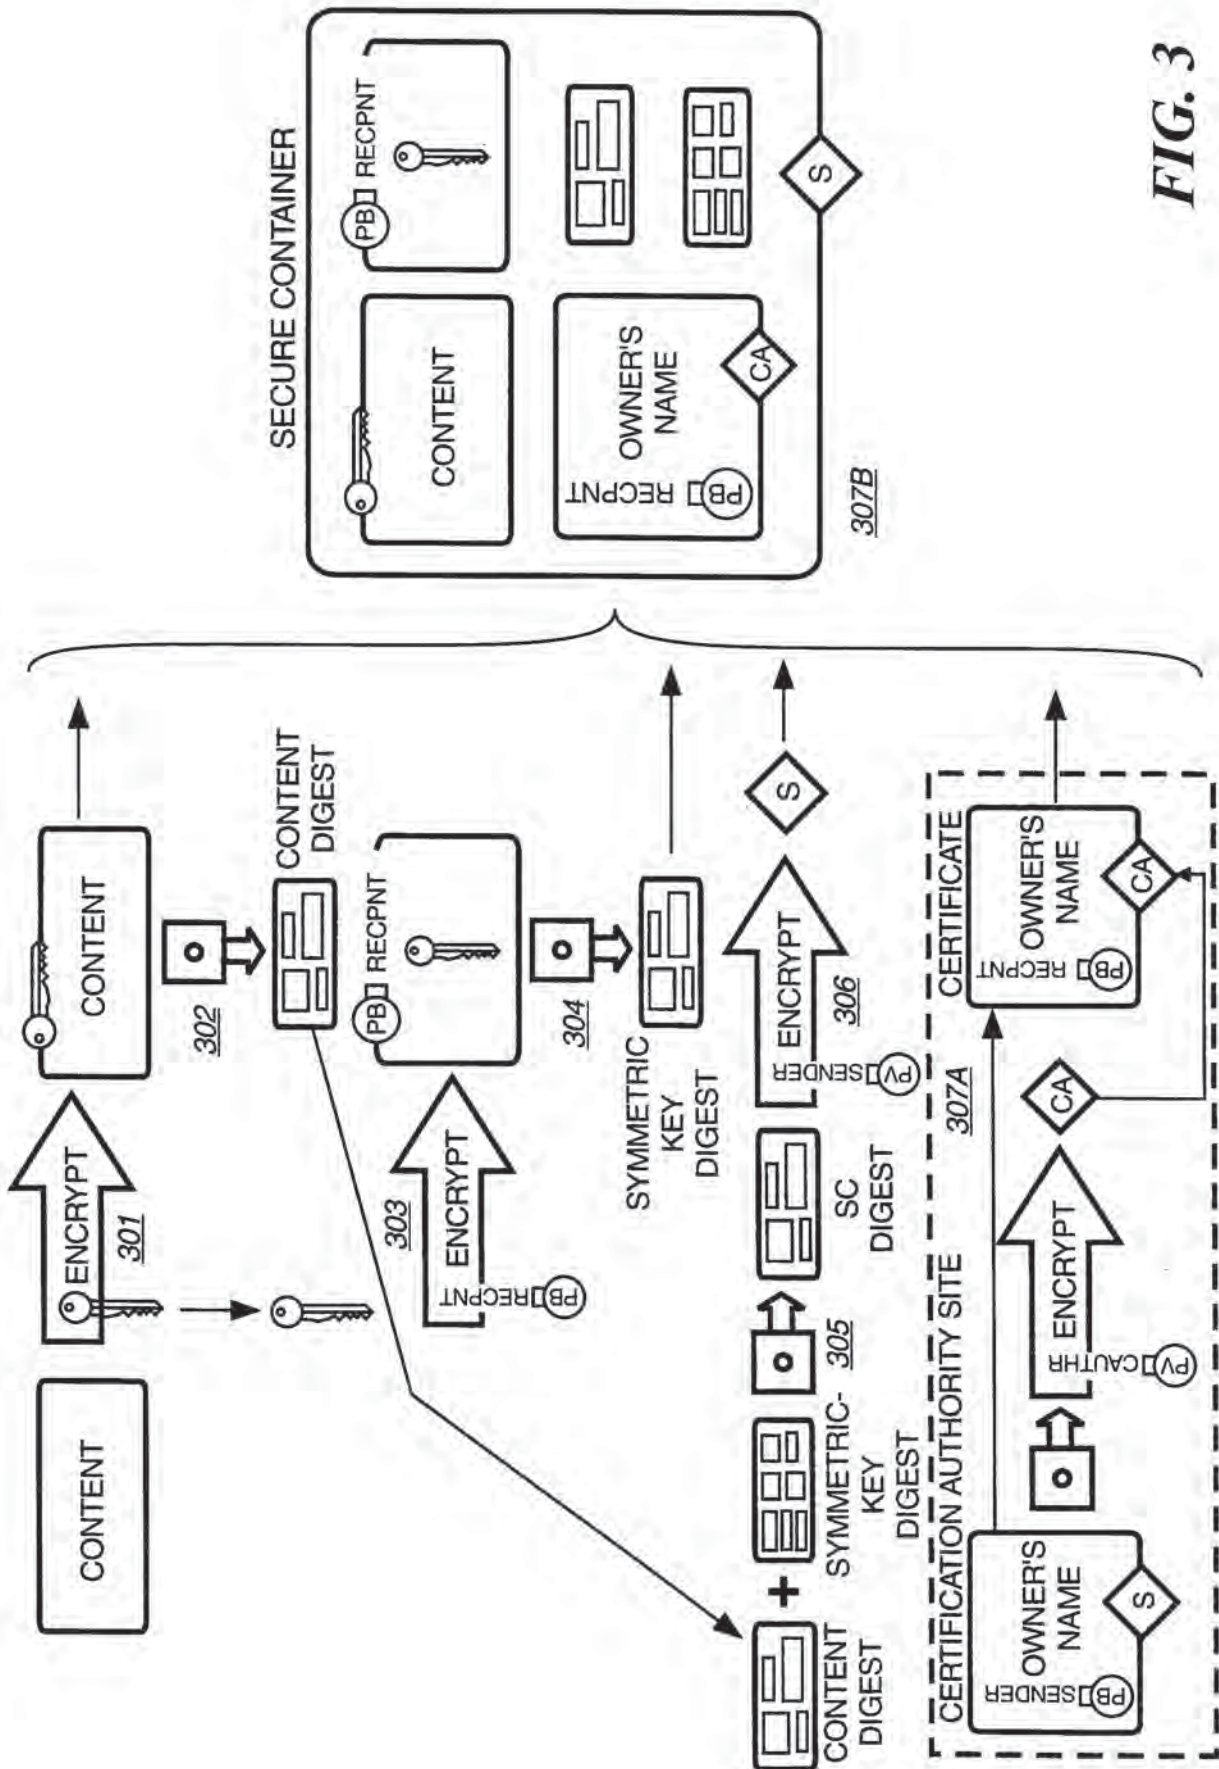 CONTENT
ENCRYPT
301
CONTENT
302
CONTENT
DIGEST
303
ENCRYPT
RECPNT
PB
PB
RECPNT
304
SYMMETRIC
KEY
DIGEST
CONTENT
DIGEST
+
SYMMETRIC-
KEY
DIGEST
305
SC
DIGEST
ENCRYPT
SENDER
PV
306
S
CERTIFICATION AUTHORITY SITE
307A
CERTIFICATE
OWNER'S
NAME
SENDER
PB
S
ENCRYPT
CAUTHR
PV
CA
OWNER'S
NAME
RECPNT
PB
CA
SECURE CONTAINER
CONTENT
PB
RECPNT
OWNER'S
NAME
RECPNT
PB
CA
S
307B
FIG. 3